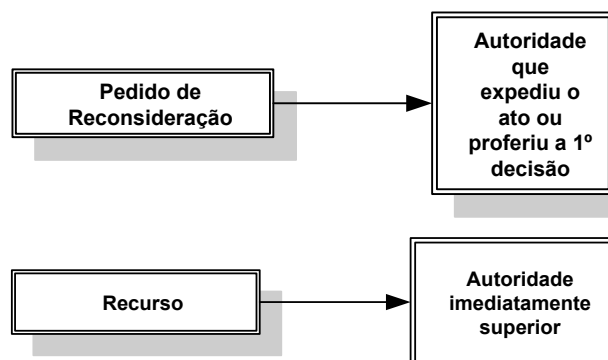 Pedido de
Reconsideração
Autoridade
que
expediu o
ato ou
proferiu a 1º
decisão
Recurso
Autoridade
imediatamente
superior